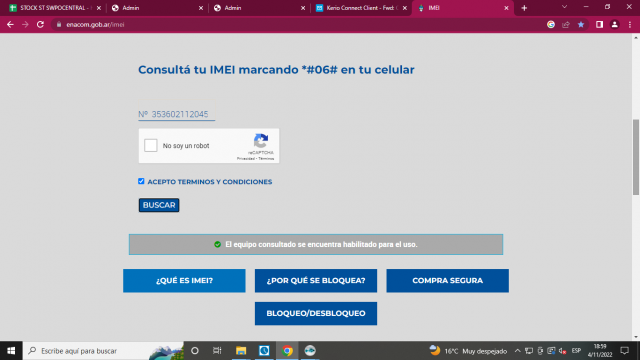 STOCK ST SWPOCENTRAL -
Admin
Admin
Kerio Connect Client - Fwd:
IMEI
enacom.gob.ar/imei
Consultá tu IMEI marcando *#06# en tu celular
Nº 353602112045
No soy un robot
reCAPTCHA
Privacidad - Términos
ACEPTO TERMINOS Y CONDICIONES
BUSCAR
El equipo consultado se encuentra habilitado para el uso.
¿QUÉ ES IMEI?
¿POR QUÉ SE BLOQUEA?
COMPRA SEGURA
BLOQUEO/DESBLOQUEO
Escribe aquí para buscar
16°C Muy despejado
ESP
18:59
4/11/2022